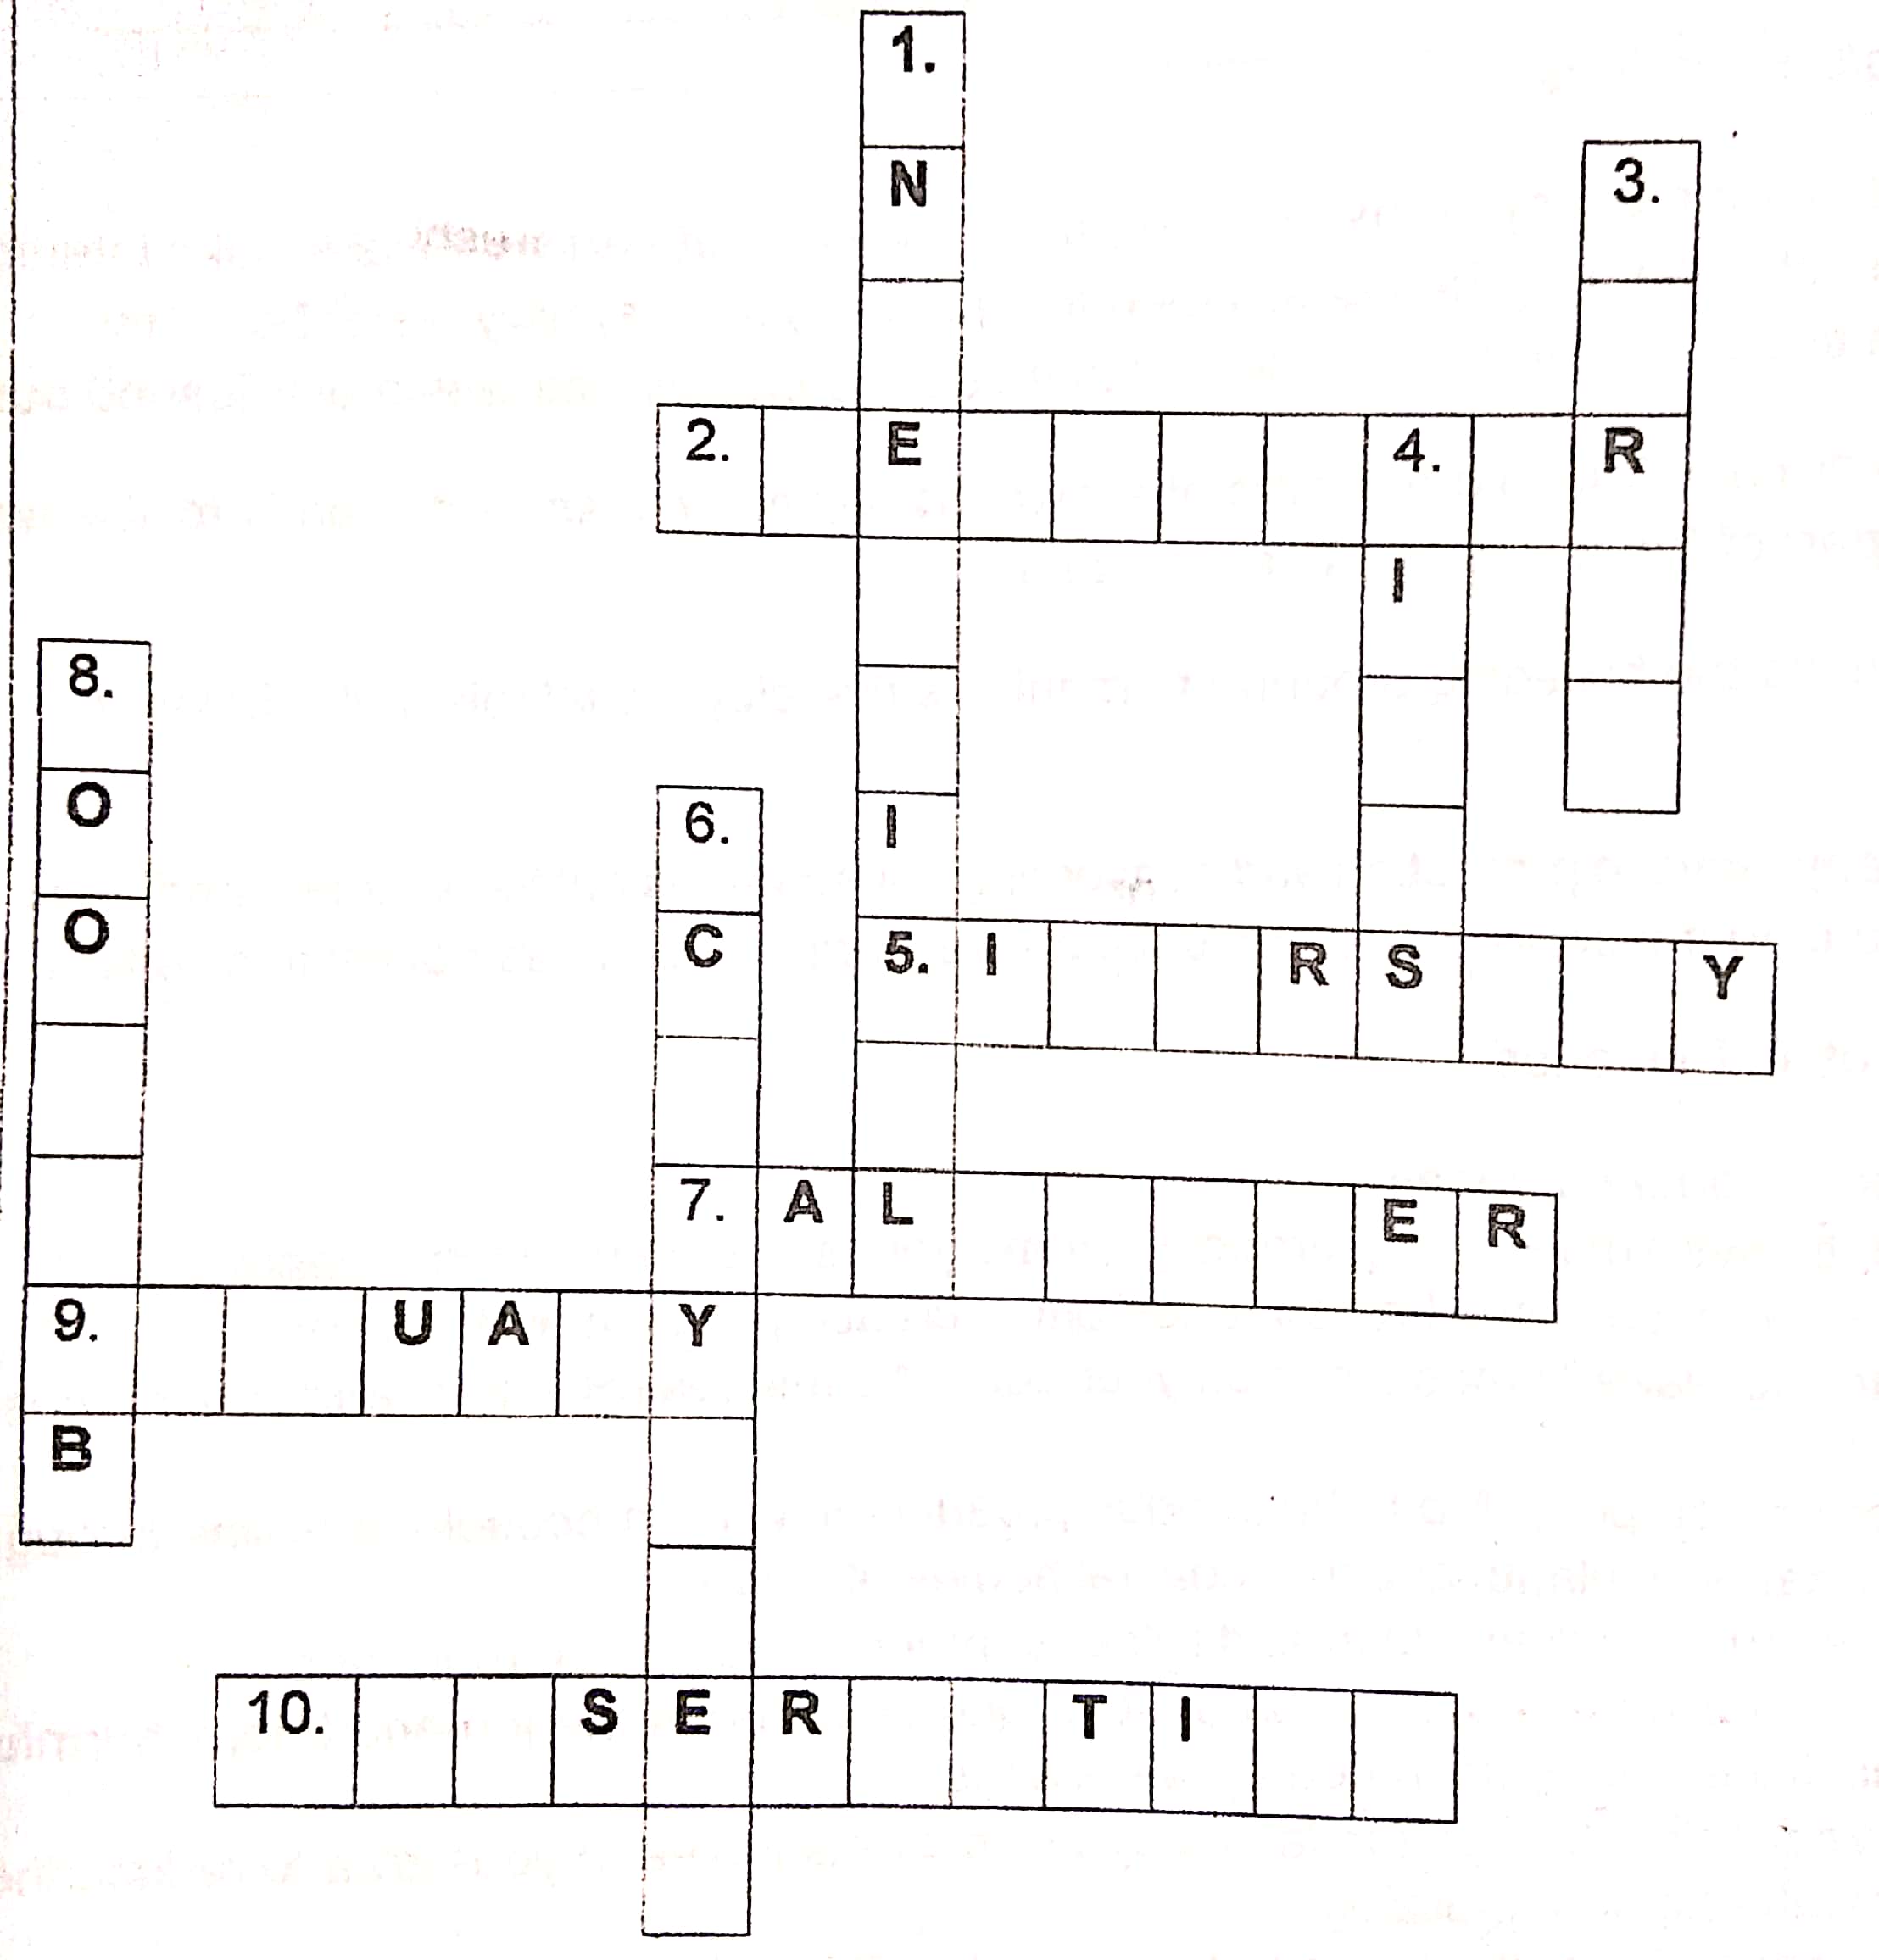 1.
N
3.
2. E 4. R
I
8.
O
6. I
O
C 5. I R S Y
7. A L E R
9. U A Y
B
10. S E R T I